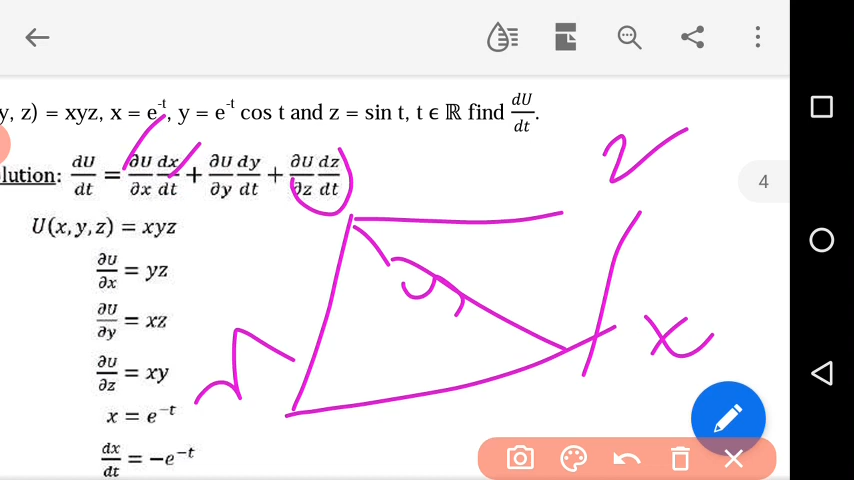 y, z) = xyz, x = e^-t, y = e^-t cos t and z = sin t, t ϵ ℝ find dU/dt.
olution: dU/dt = ∂U/∂x dx/dt + ∂U/∂y dy/dt + ∂U/∂z dz/dt
4
U(x,y,z) = xyz
∂U/∂x = yz
∂U/∂y = xz
∂U/∂z = xy
x = e^-t
dx/dt = −e^-t
x